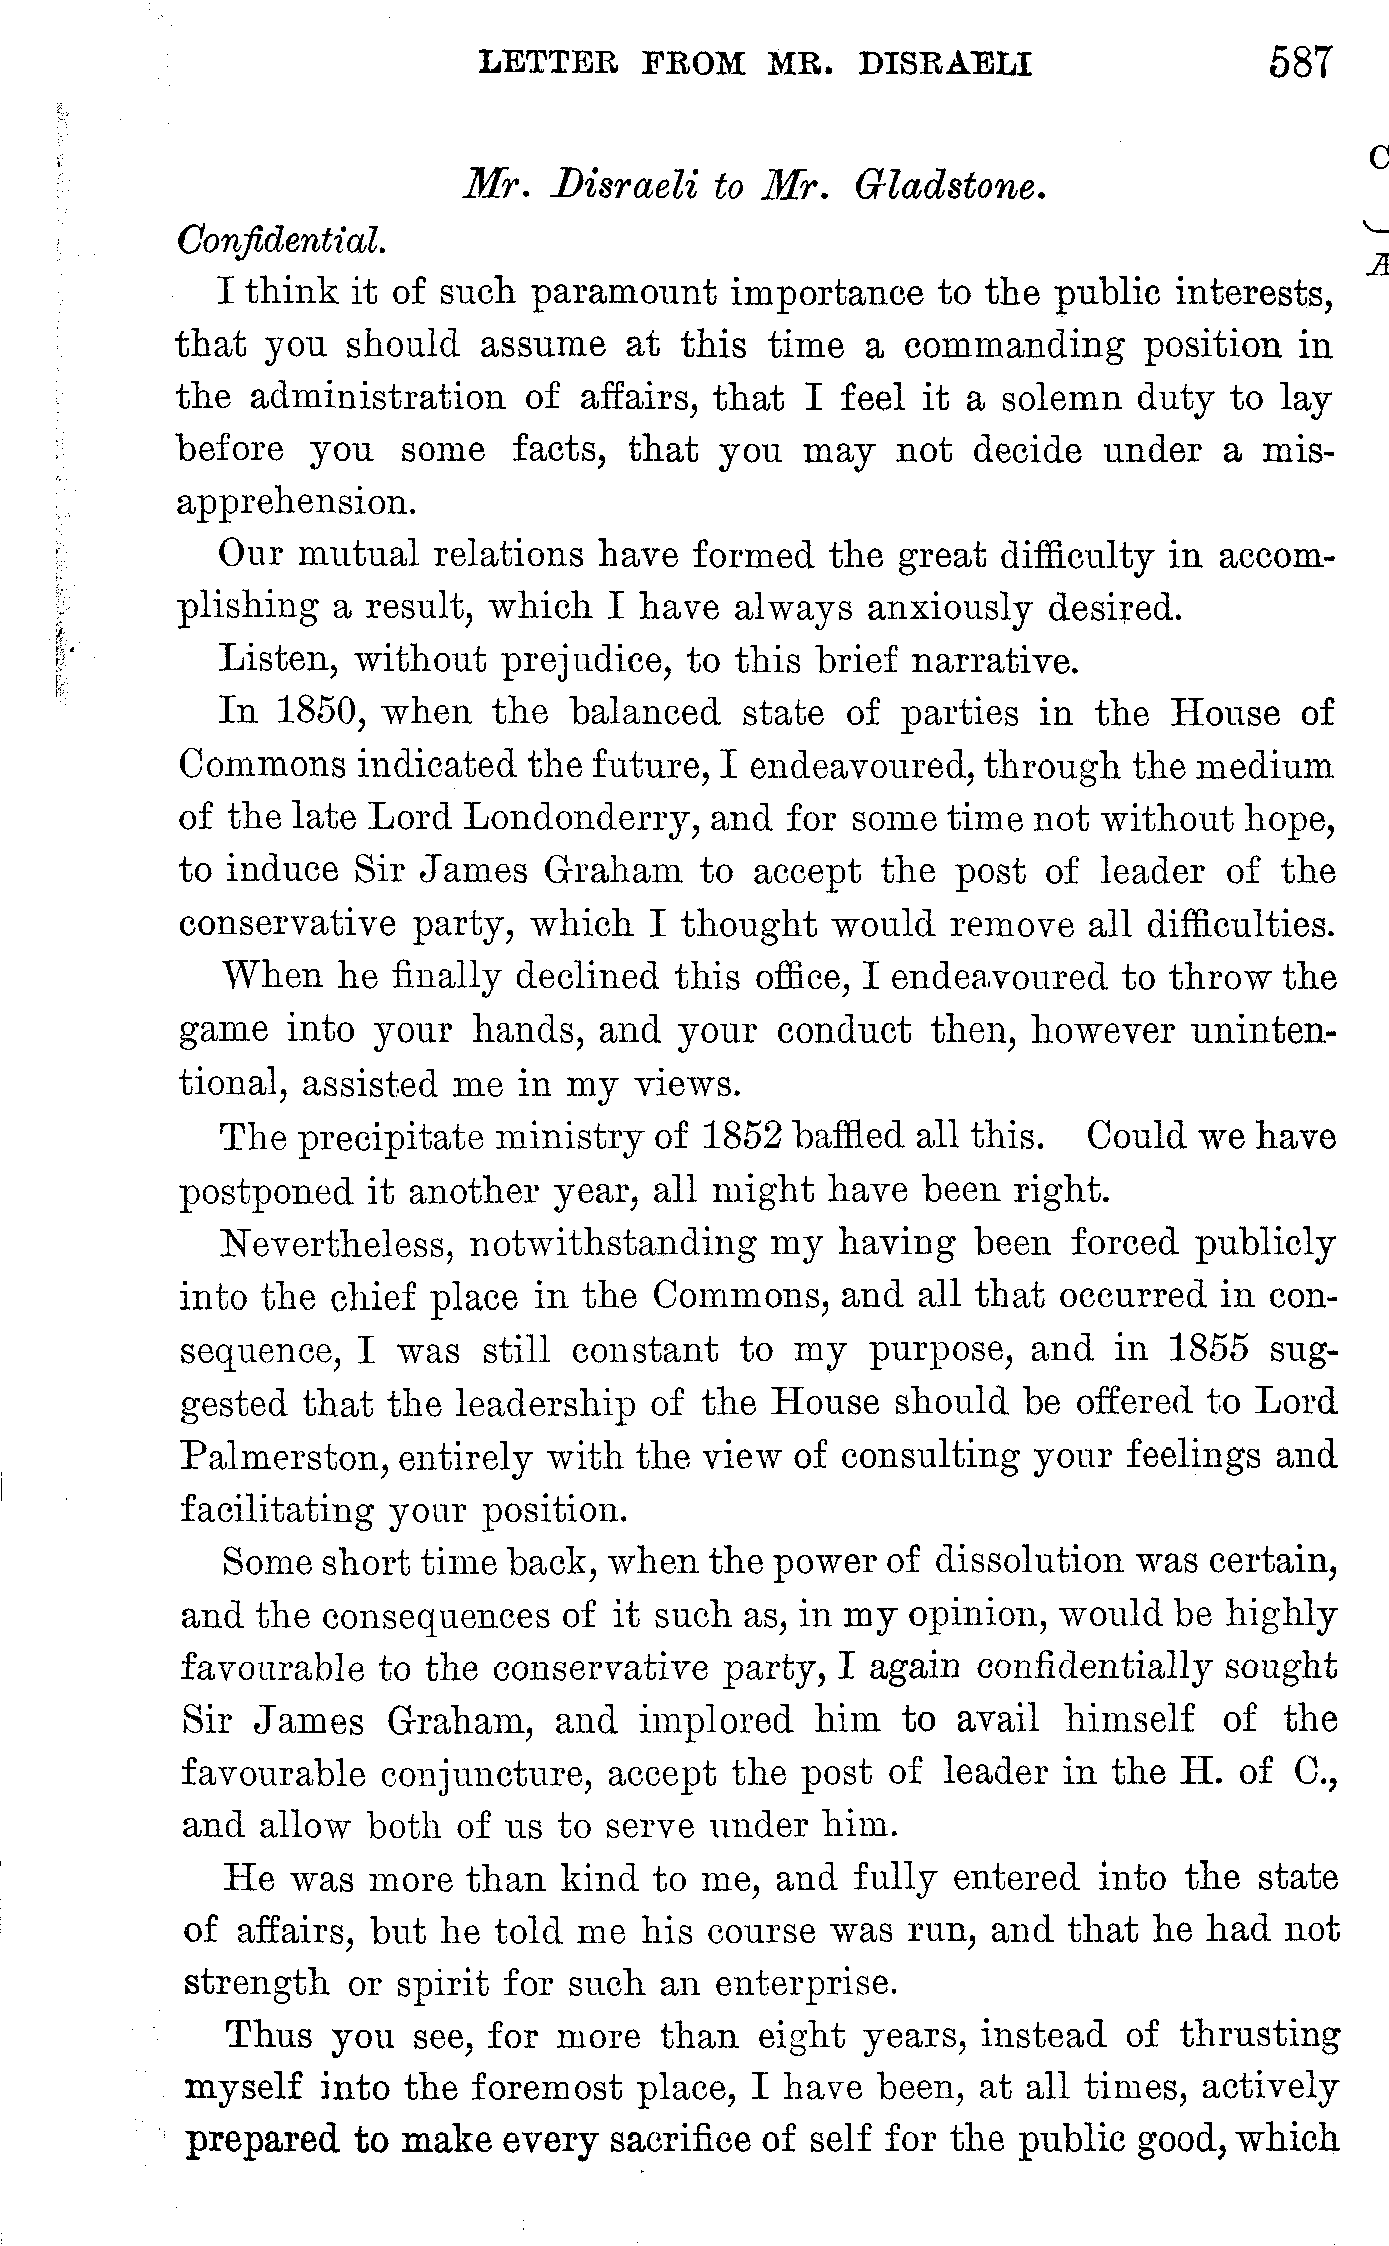 LETTER FROM MR. DISRAELI 587
Mr. Disraeli to Mr. Gladstone.
Confidential.
I think it of such paramount importance to the public interests,
that you should assume at this time a commanding position in
the administration of affairs, that I feel it a solemn duty to lay
before you some facts, that you may not decide under a mis-
apprehension.
Our mutual relations have formed the great difficulty in accom-
plishing a result, which I have always anxiously desired.
Listen, without prejudice, to this brief narrative.
In 1850, when the balanced state of parties in the House of
Commons indicated the future, I endeavoured, through the medium
of the late Lord Londonderry, and for some time not without hope,
to induce Sir James Graham to accept the post of leader of the
conservative party, which I thought would remove all difficulties.
When he finally declined this office, I endeavoured to throw the
game into your hands, and your conduct then, however uninten-
tional, assisted me in my views.
The precipitate ministry of 1852 baffled all this. Could we have
postponed it another year, all might have been right.
Nevertheless, notwithstanding my having been forced publicly
into the chief place in the Commons, and all that occurred in con-
sequence, I was still constant to my purpose, and in 1855 sug-
gested that the leadership of the House should be offered to Lord
Palmerston, entirely with the view of consulting your feelings and
facilitating your position.
Some short time back, when the power of dissolution was certain,
and the consequences of it such as, in my opinion, would be highly
favourable to the conservative party, I again confidentially sought
Sir James Graham, and implored him to avail himself of the
favourable conjuncture, accept the post of leader in the H. of C.,
and allow both of us to serve under him.
He was more than kind to me, and fully entered into the state
of affairs, but he told me his course was run, and that he had not
strength or spirit for such an enterprise.
Thus you see, for more than eight years, instead of thrusting
myself into the foremost place, I have been, at all times, actively
prepared to make every sacrifice of self for the public good, which